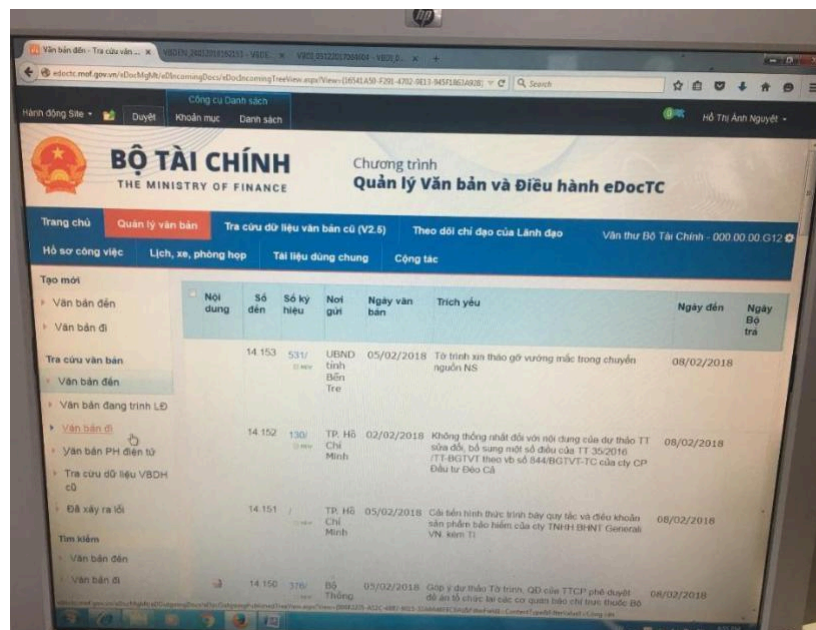 hp
Văn bản đến - Tra cứu văn ...
Search
Công cụ Danh sách
Hành động Site
Duyệt
Khoản mục
Danh sách
Hồ Thị Ánh Nguyệt
BỘ TÀI CHÍNH
THE MINISTRY OF FINANCE
Chương trình
Quản lý Văn bản và Điều hành eDocTC
Trang chủ
Quản lý văn bản
Tra cứu dữ liệu văn bản cũ (V2.5)
Theo dõi chỉ đạo của Lãnh đạo
Văn thư Bộ Tài Chính - 000.00.00.G12
Hồ sơ công việc
Lịch, xe, phòng họp
Tài liệu dùng chung
Cộng tác
Tạo mới
Văn bản đến
Văn bản đi
Tra cứu văn bản
Văn bản đến
Văn bản đang trình LĐ
Văn bản đi
Văn bản PH điện tử
Tra cứu dữ liệu VBDH
cũ
Đã xảy ra lỗi
Tìm kiếm
Văn bản đến
Văn bản đi
Nội dung
Số đến
Số ký hiệu
Nơi gửi
Ngày văn bản
Trích yếu
Ngày đến
Ngày Bộ trả
14.153
531/
UBND tỉnh Bến Tre
05/02/2018
Tờ trình xin tháo gỡ vướng mắc trong chuyển
nguồn NS
08/02/2018
14.152
130/
TP. Hồ Chí Minh
02/02/2018
Không thống nhất đối với nội dung của dự thảo TT
sửa đổi, bổ sung một số điều của TT 35/2016
/TT-BGTVT theo vb số 844/BGTVT-TC của cty CP
Đầu tư Đèo Cả
08/02/2018
14.151
/
TP. Hồ Chí Minh
05/02/2018
Cải tiến hình thức trình bày quy tắc và điều khoản
sản phẩm bảo hiểm của cty TNHH BHNT Generali
VN. kèm Tl
08/02/2018
14.150
376/
Bộ Thông
05/02/2018
Góp ý dự thảo Tờ trình, QĐ của TTCP phê duyệt
đề án tổ chức lại các cơ quan báo chí trực thuộc Bộ
08/02/2018